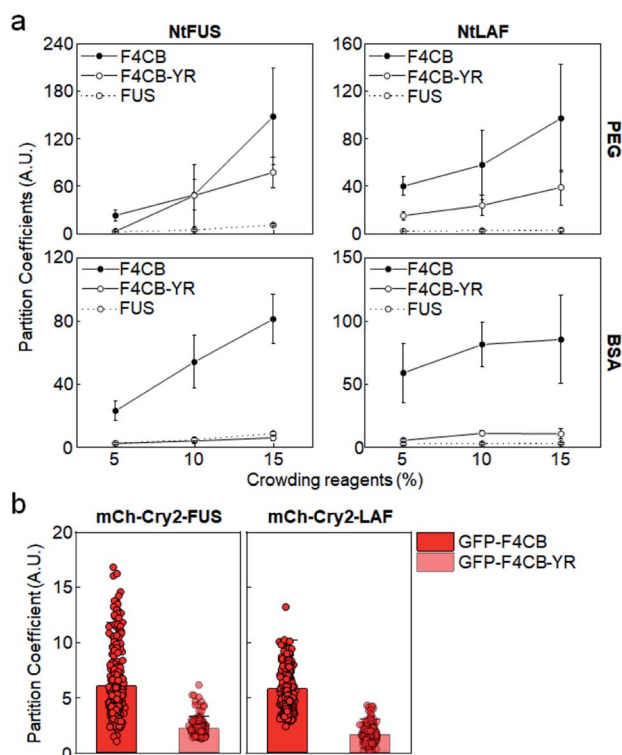 a
NtFUS
NtLAF
240
180
120
60
0
F4CB
F4CB-YR
FUS
160
120
80
40
0
F4CB
F4CB-YR
FUS
PEG
Partition Coefficients (A.U.)
120
80
40
0
F4CB
F4CB-YR
FUS
150
100
50
0
F4CB
F4CB-YR
FUS
BSA
5 10 15
5 10 15
Crowding reagents (%)
b
mCh-Cry2-FUS
mCh-Cry2-LAF
GFP-F4CB
GFP-F4CB-YR
Partition Coefficient (A.U.)
20
15
10
5
0